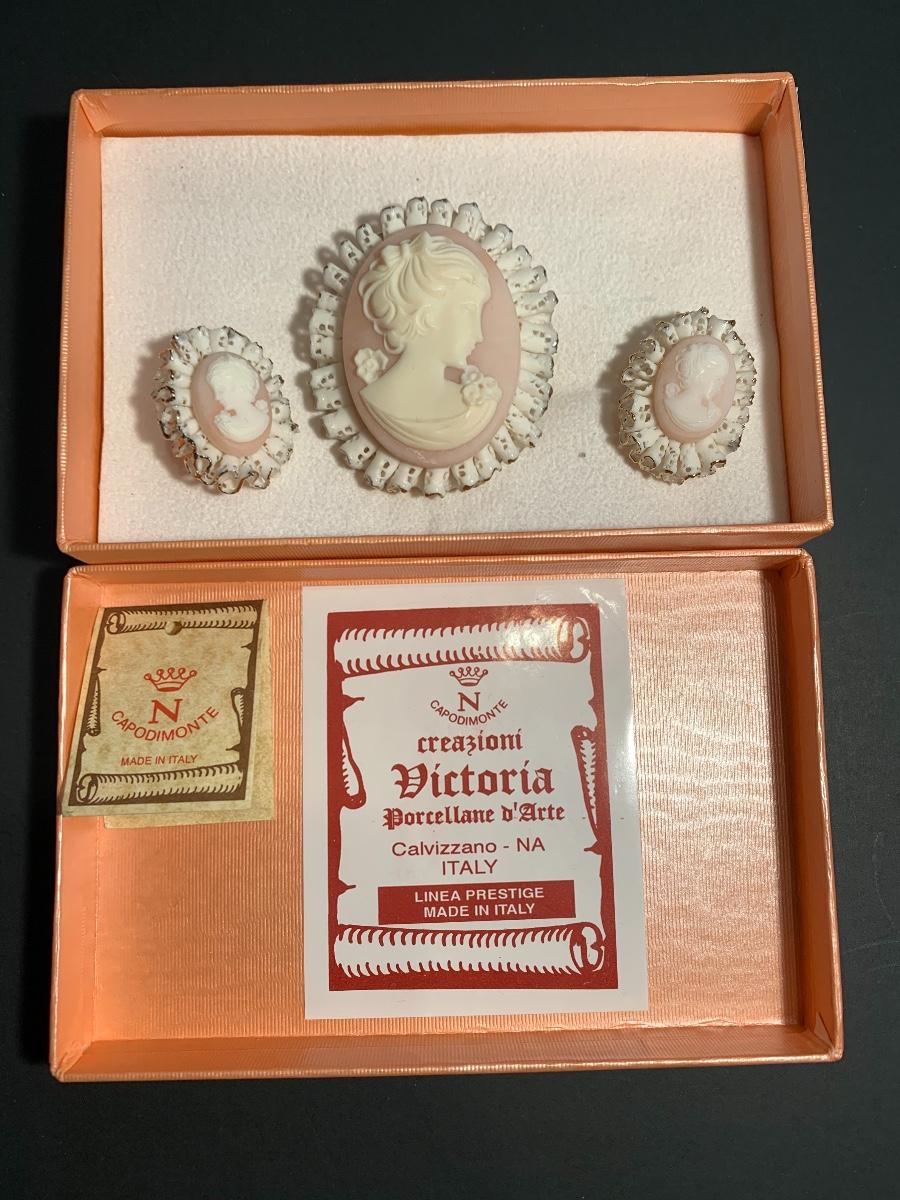 N
CAPODIMONTE
MADE IN ITALY
N
CAPODIMONTE
creazioni
Victoria
Porcellane d'Arte
Calvizzano - NA
ITALY
LINEA PRESTIGE
MADE IN ITALY